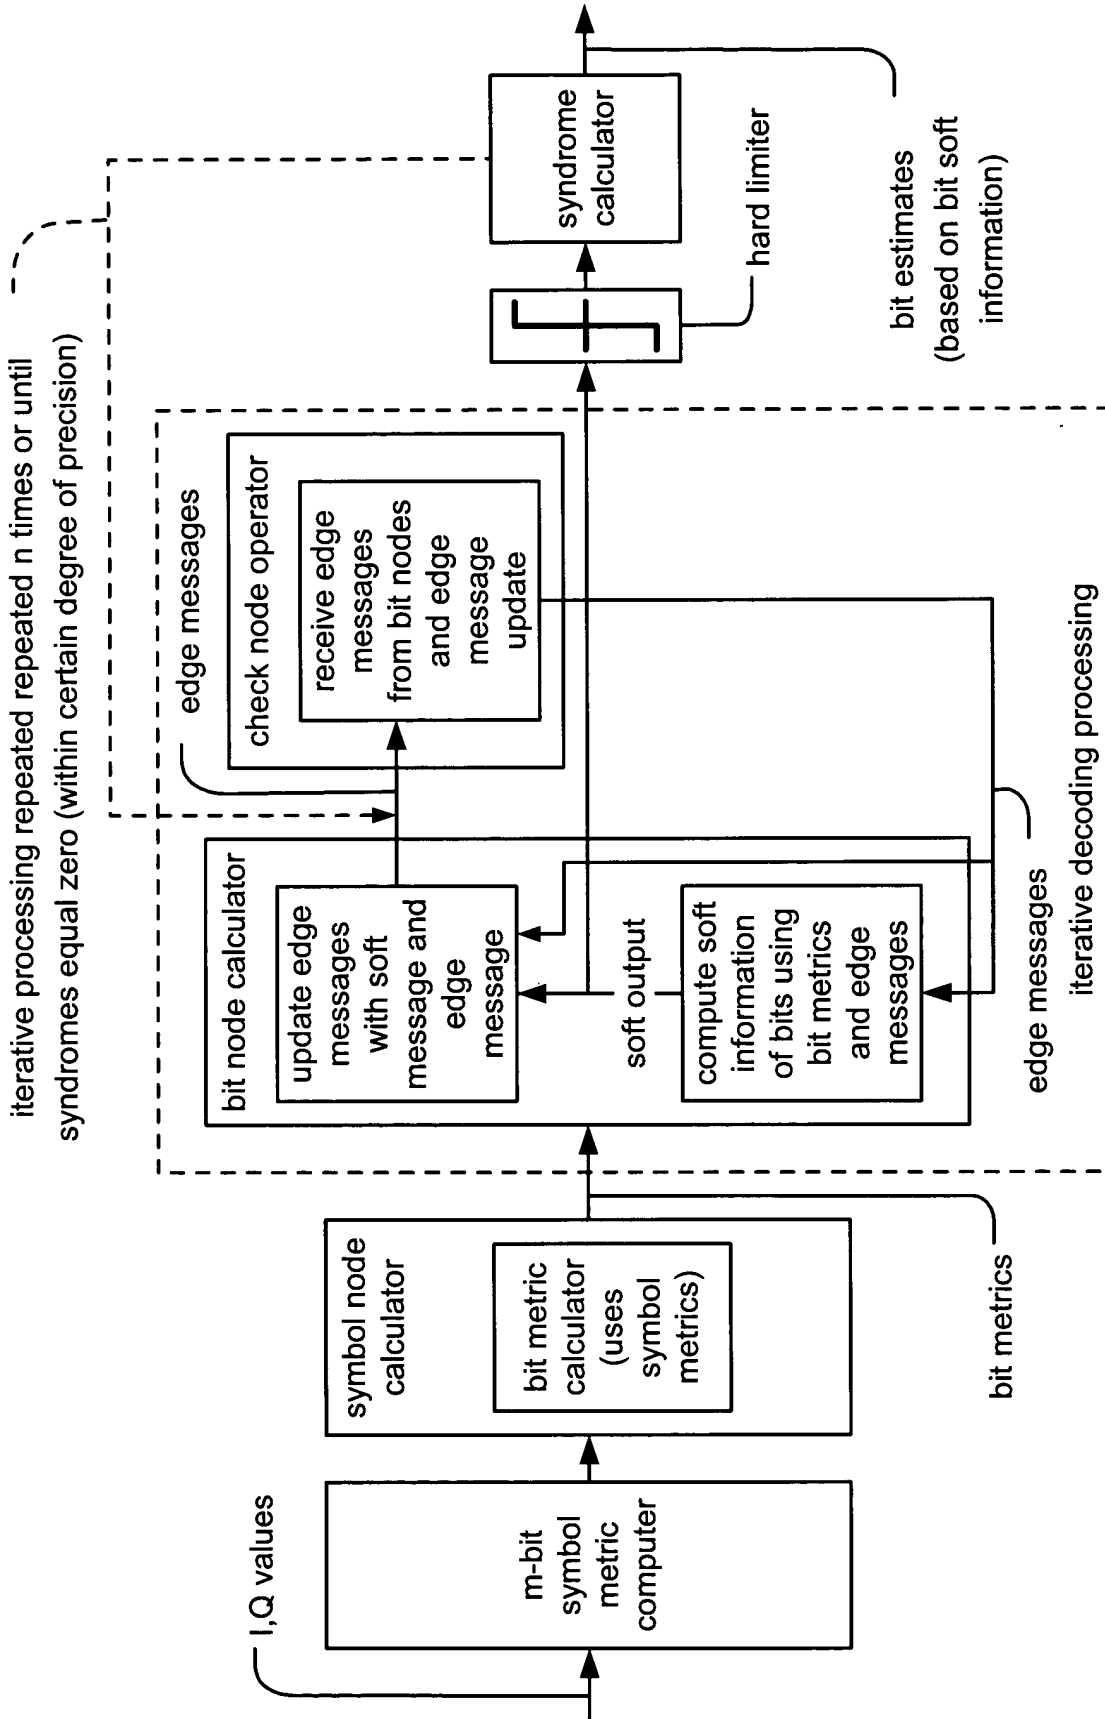 iterative processing repeated repeated n times or until
syndromes equal zero (within certain degree of precision)
I,Q values
m-bit
symbol
metric
computer
symbol node
calculator
bit metric
calculator
(uses
symbol
metrics)
bit metrics
bit node calculator
update edge
messages
with soft
message and
edge
message
soft output
compute soft
information
of bits using
bit metrics
and edge
messages
edge messages
check node operator
receive edge
messages
from bit nodes
and edge
message
update
edge messages
iterative decoding processing
hard limiter
syndrome
calculator
bit estimates
(based on bit soft
information)